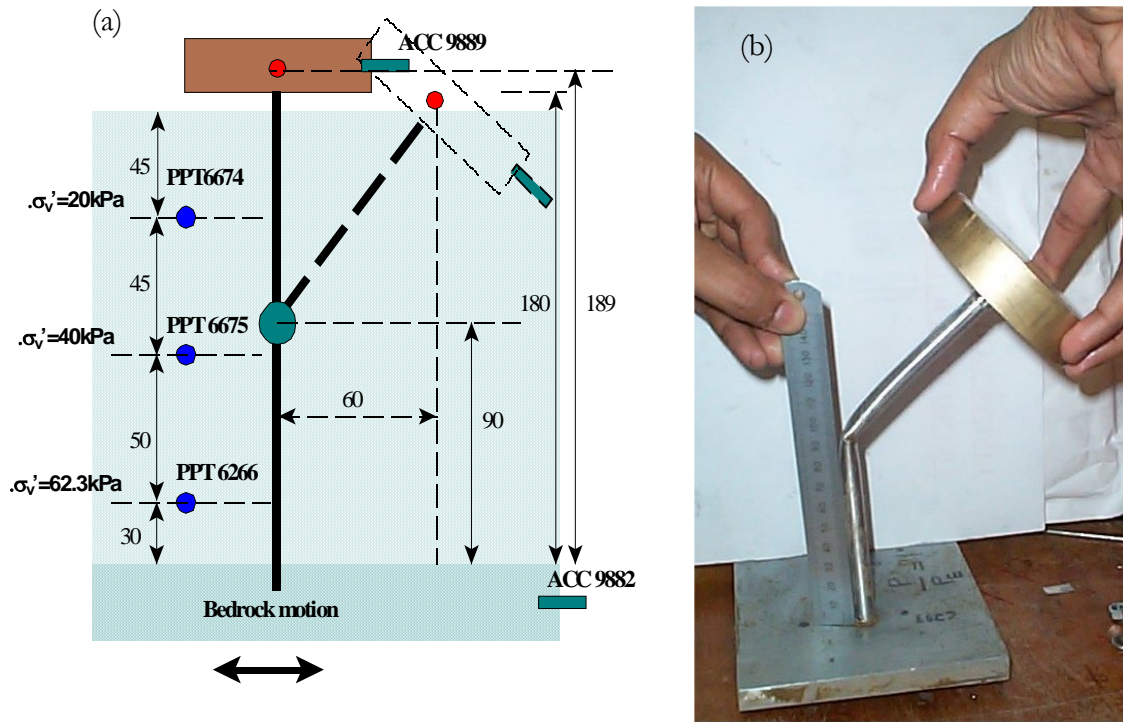 (a)
ACC 9889
45
PPT6674
.σv'=20kPa
45
180
189
PPT 6675
.σv'=40kPa
60
90
50
PPT 6266
.σv'=62.3kPa
30
ACC 9882
Bedrock motion
(b)